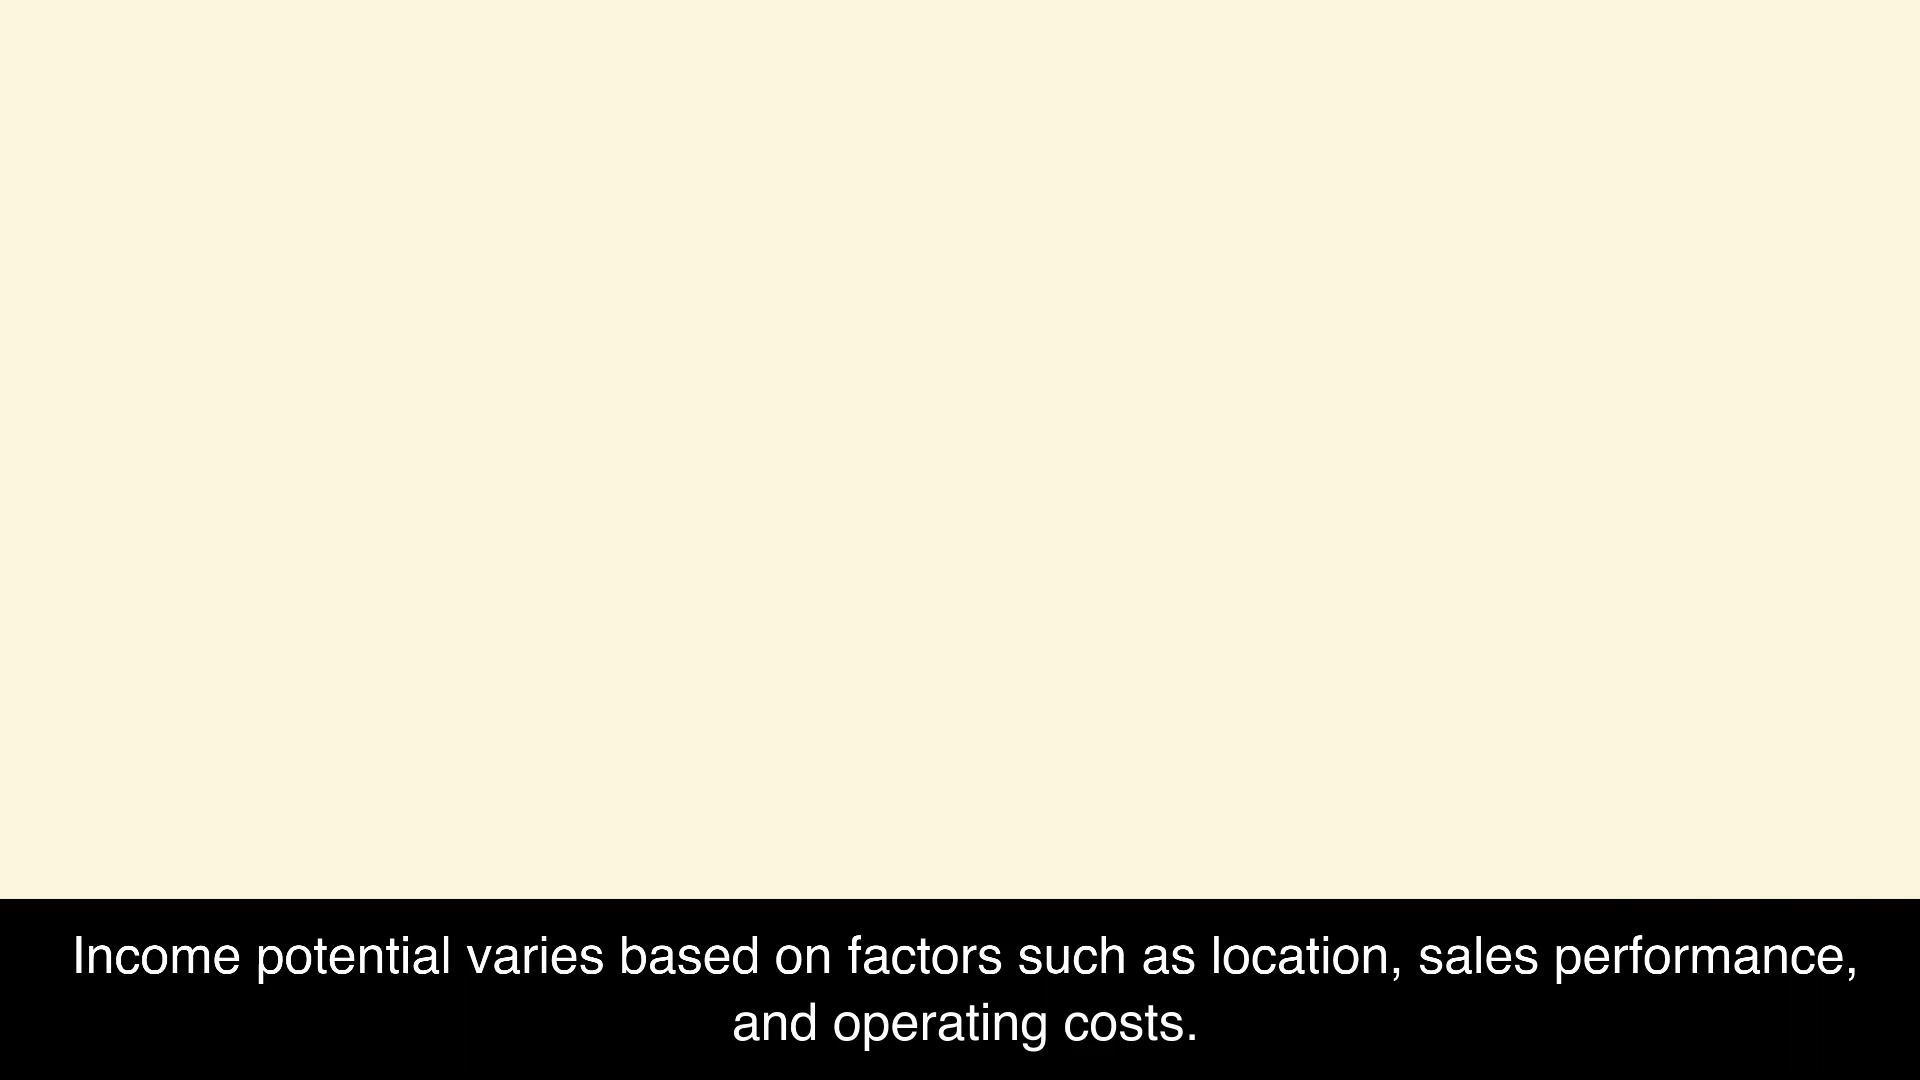 Income potential varies based on factors such as location, sales performance,
and operating costs.